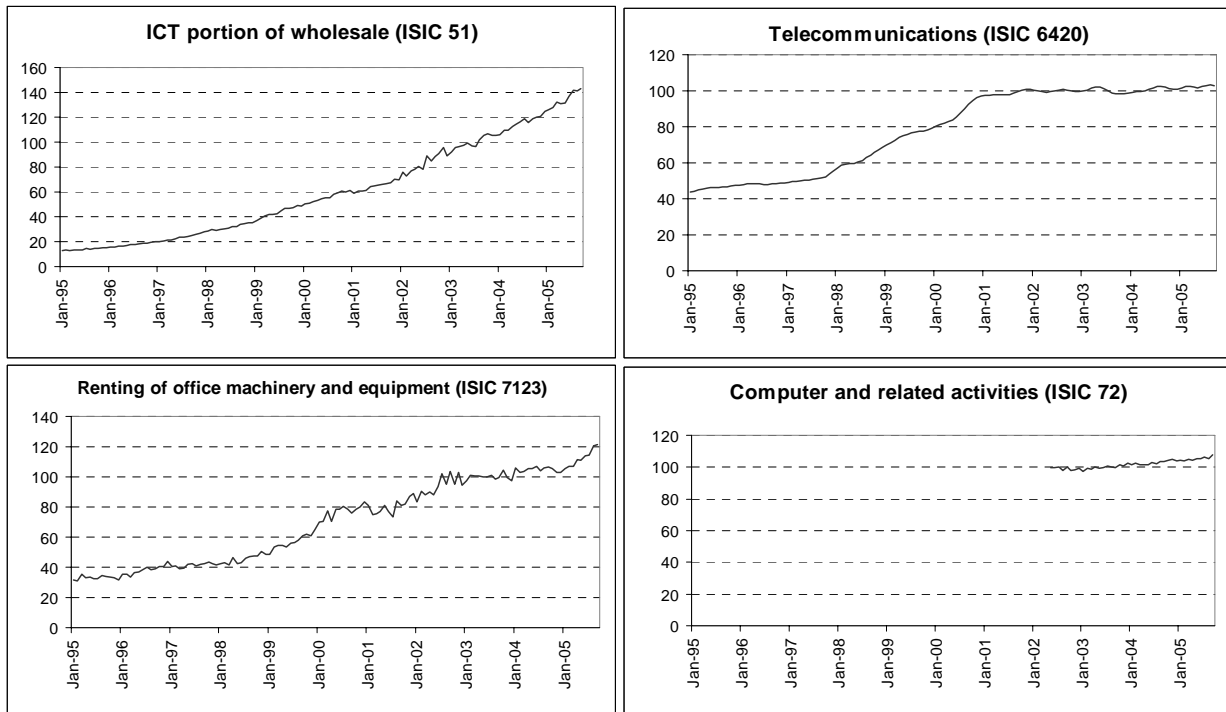 ICT portion of wholesale (ISIC 51)
160
140
120
100
80
60
40
20
0
Jan-95
Jan-96
Jan-97
Jan-98
Jan-99
Jan-00
Jan-01
Jan-02
Jan-03
Jan-04
Jan-05
Telecommunications (ISIC 6420)
120
100
80
60
40
20
0
Jan-95
Jan-96
Jan-97
Jan-98
Jan-99
Jan-00
Jan-01
Jan-02
Jan-03
Jan-04
Jan-05
Renting of office machinery and equipment (ISIC 7123)
140
120
100
80
60
40
20
0
Jan-95
Jan-96
Jan-97
Jan-98
Jan-99
Jan-00
Jan-01
Jan-02
Jan-03
Jan-04
Jan-05
Computer and related activities (ISIC 72)
120
100
80
60
40
20
0
Jan-95
Jan-96
Jan-97
Jan-98
Jan-99
Jan-00
Jan-01
Jan-02
Jan-03
Jan-04
Jan-05